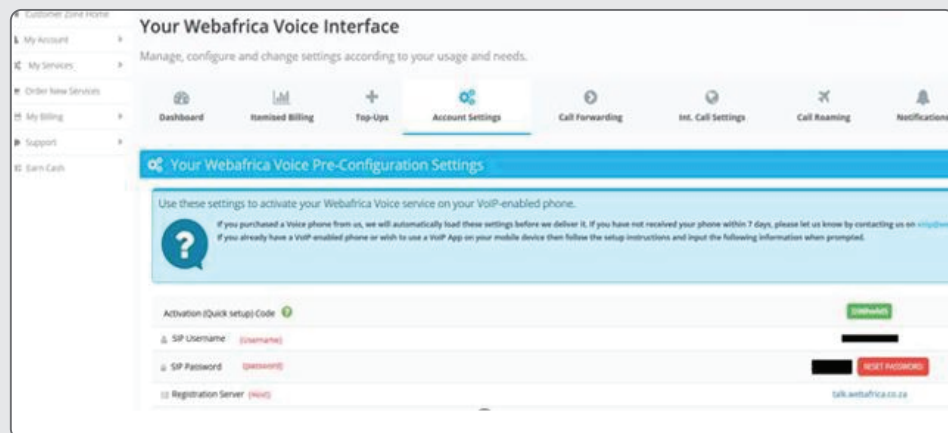 Customer Zone Home
My Account
My Services
Order New Services
My Billing
Support
Earn Cash
Your Webafrica Voice Interface
Manage, configure and change settings according to your usage and needs.
Dashboard
Itemised Billing
Top-Ups
Account Settings
Call Forwarding
Int. Call Settings
Call Roaming
Notifications
Your Webafrica Voice Pre-Configuration Settings
Use these settings to activate your Webafrica Voice service on your VoIP-enabled phone.
If you purchased a Voice phone from us, we will automatically load these settings before we deliver it. If you have not received your phone within 7 days, please let us know by contacting us on
If you already have a VoIP-enabled phone or wish to use a VoIP App on your mobile device then follow the setup instructions and input the following information when prompted.
Activation (Quick setup) Code
SIP Username (Username)
SIP Password (password) RESET PASSWORD
Registration Server (Host) talk.webafrica.co.za